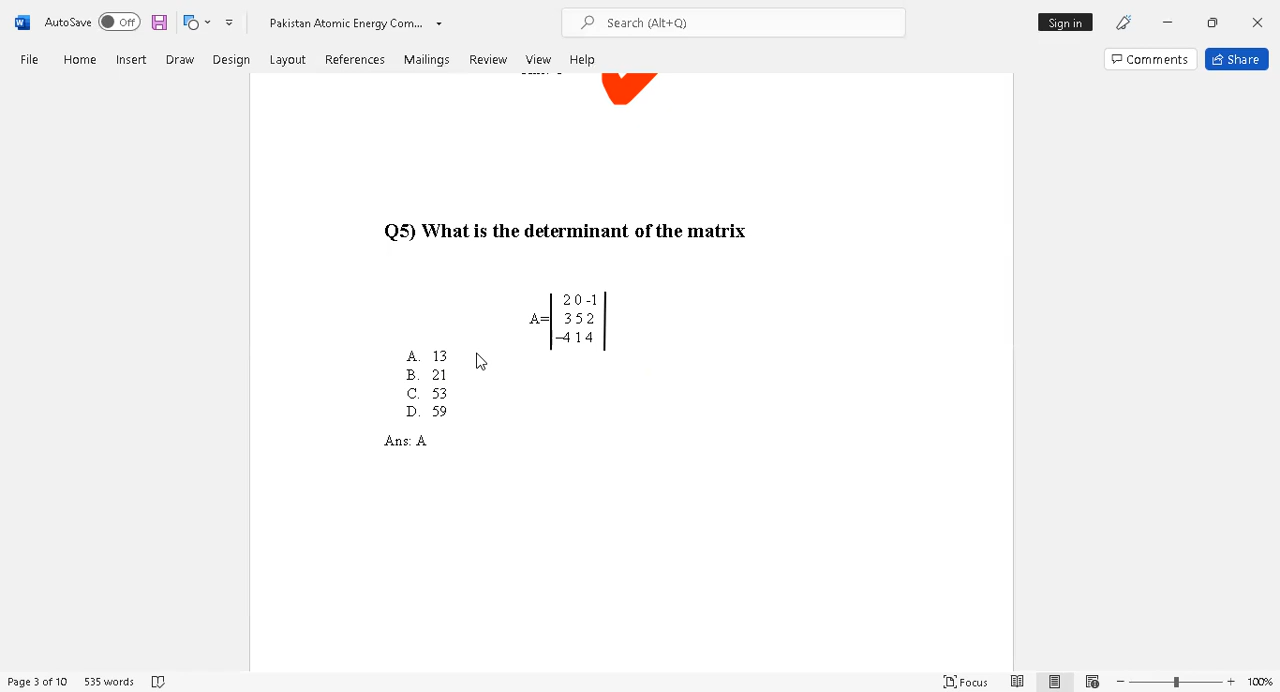 AutoSave Off Pakistan Atomic Energy Com... Search (Alt+Q) Sign in
File Home Insert Draw Design Layout References Mailings Review View Help Comments Share
Q5) What is the determinant of the matrix
2 0 -1
A= 3 5 2
−4 1 4
A. 13
B. 21
C. 53
D. 59
Ans: A
Page 3 of 10 535 words Focus 100%